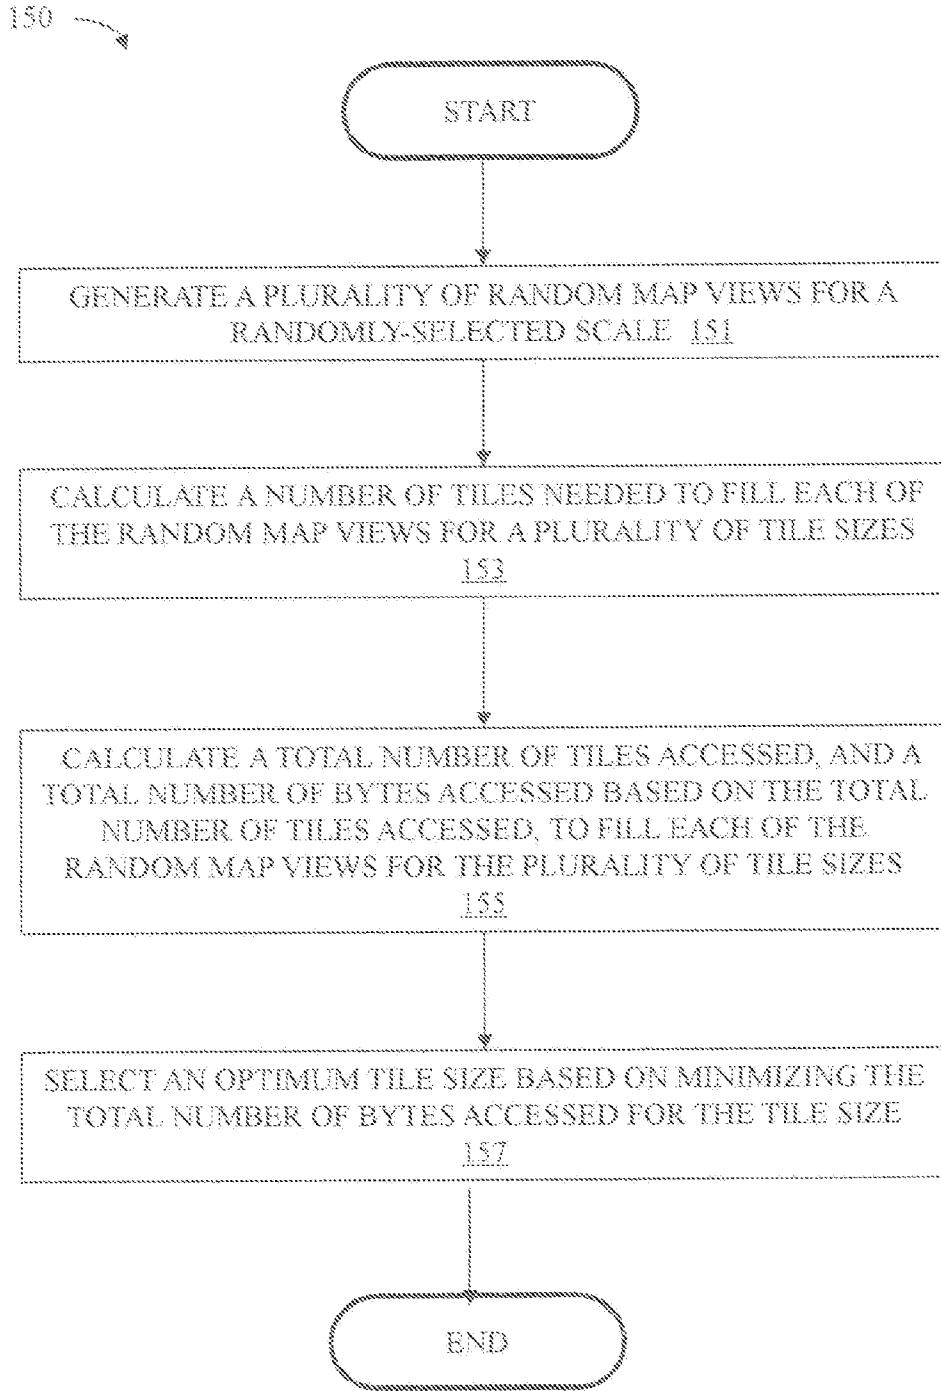 150
START
GENERATE A PLURALITY OF RANDOM MAP VIEWS FOR A
RANDOMLY-SELECTED SCALE 151
CALCULATE A NUMBER OF TILES NEEDED TO FILL EACH OF
THE RANDOM MAP VIEWS FOR A PLURALITY OF TILE SIZES
153
CALCULATE A TOTAL NUMBER OF TILES ACCESSED, AND A
TOTAL NUMBER OF BYTES ACCESSED BASED ON THE TOTAL
NUMBER OF TILES ACCESSED, TO FILL EACH OF THE
RANDOM MAP VIEWS FOR THE PLURALITY OF TILE SIZES
155
SELECT AN OPTIMUM TILE SIZE BASED ON MINIMIZING THE
TOTAL NUMBER OF BYTES ACCESSED FOR THE TILE SIZE
157
END